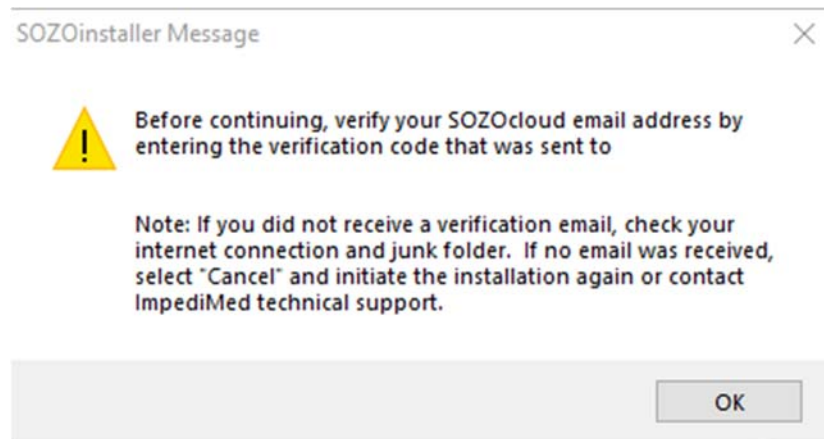 SOZOinstaller Message
Before continuing, verify your SOZOcloud email address by
entering the verification code that was sent to
Note: If you did not receive a verification email, check your
internet connection and junk folder. If no email was received,
select "Cancel" and initiate the installation again or contact
ImpediMed technical support.
OK